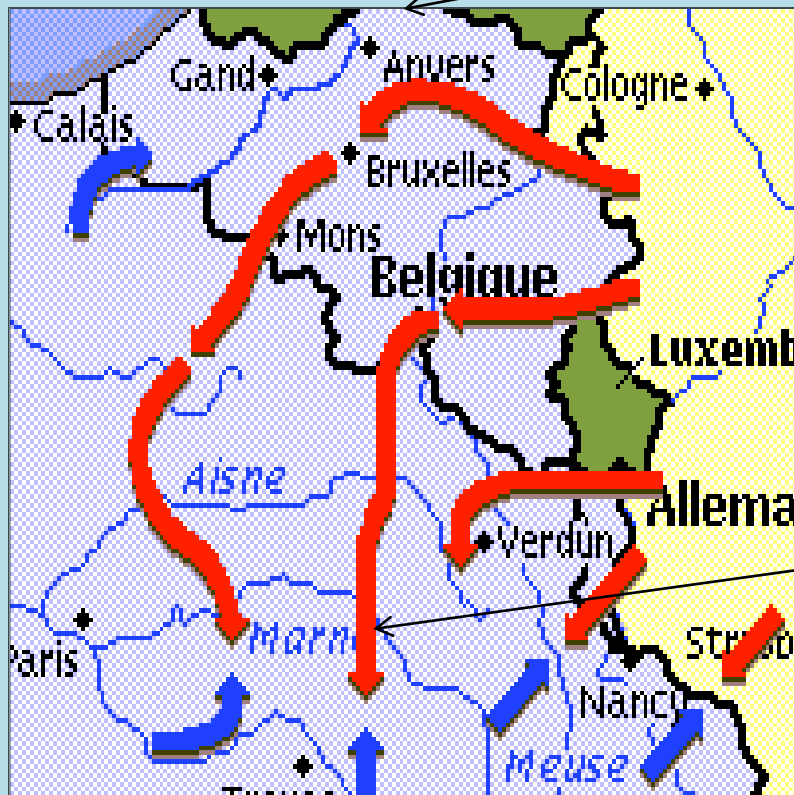 Anvers
Gand
Cologne
Calais
Bruxelles
Mons
Belgique
Luxemb
Aisne
Allema
Verdun
Marn
Paris
Nancy
Meuse